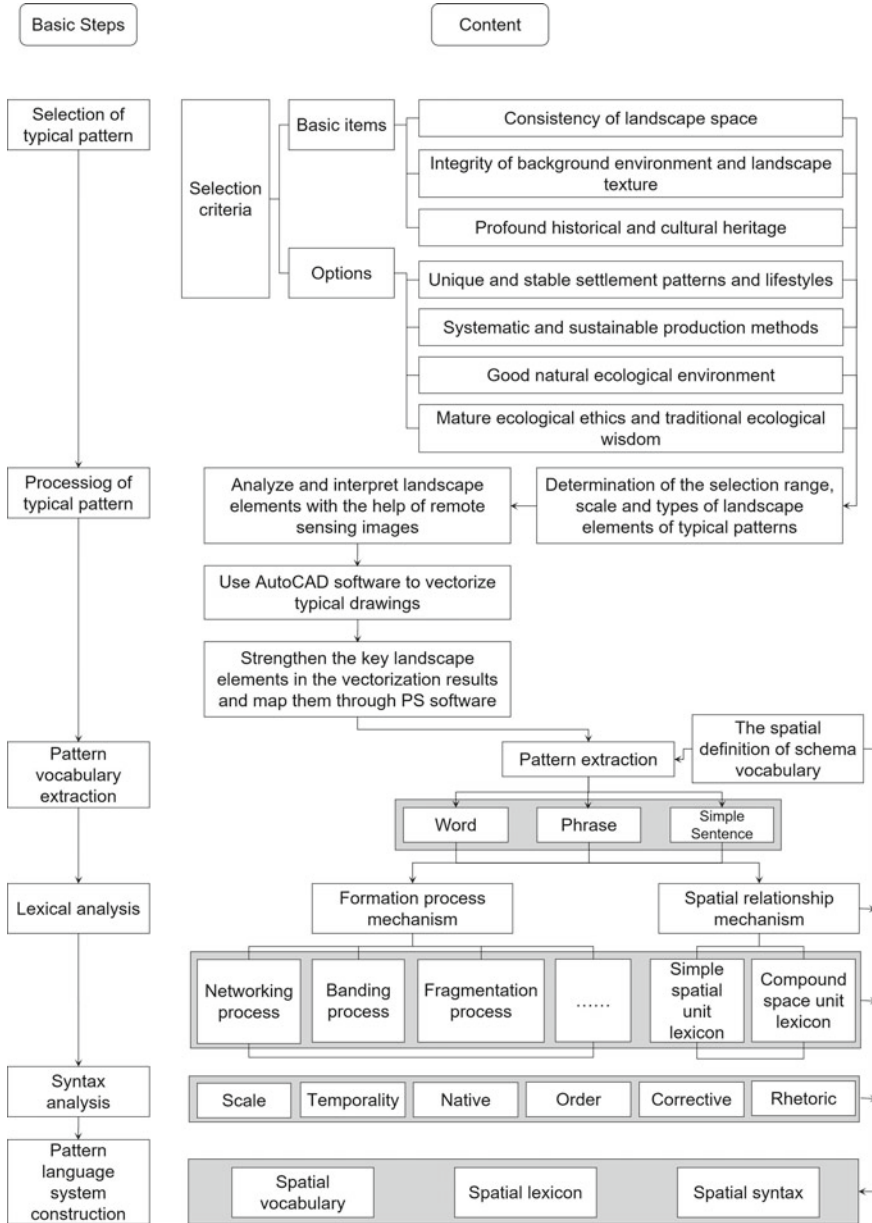 Basic Steps
Content
Selection of
typical pattern
Selection
criteria
Basic items
Consistency of landscape space
Integrity of background environment and landscape
texture
Profound historical and cultural heritage
Options
Unique and stable settlement patterns and lifestyles
Systematic and sustainable production methods
Good natural ecological environment
Mature ecological ethics and traditional ecological
wisdom
Processiog of
typical pattern
Analyze and interpret landscape
elements with the help of remote
sensing images
Determination of the selection range,
scale and types of landscape
elements of typical patterns
Use AutoCAD software to vectorize
typical drawings
Strengthen the key landscape
elements in the vectorization results
and map them through PS software
Pattern
vocabulary
extraction
Pattern extraction
The spatial
definition of schema
vocabulary
Word
Phrase
Simple
Sentence
Lexical analysis
Formation process
mechanism
Spatial relationship
mechanism
Networking
process
Banding
process
Fragmentation
process
......
Simple
spatial
unit
lexicon
Compound
space unit
lexicon
Syntax
analysis
Scale
Temporality
Native
Order
Corrective
Rhetoric
Pattern
language
system
construction
Spatial
vocabulary
Spatial lexicon
Spatial syntax